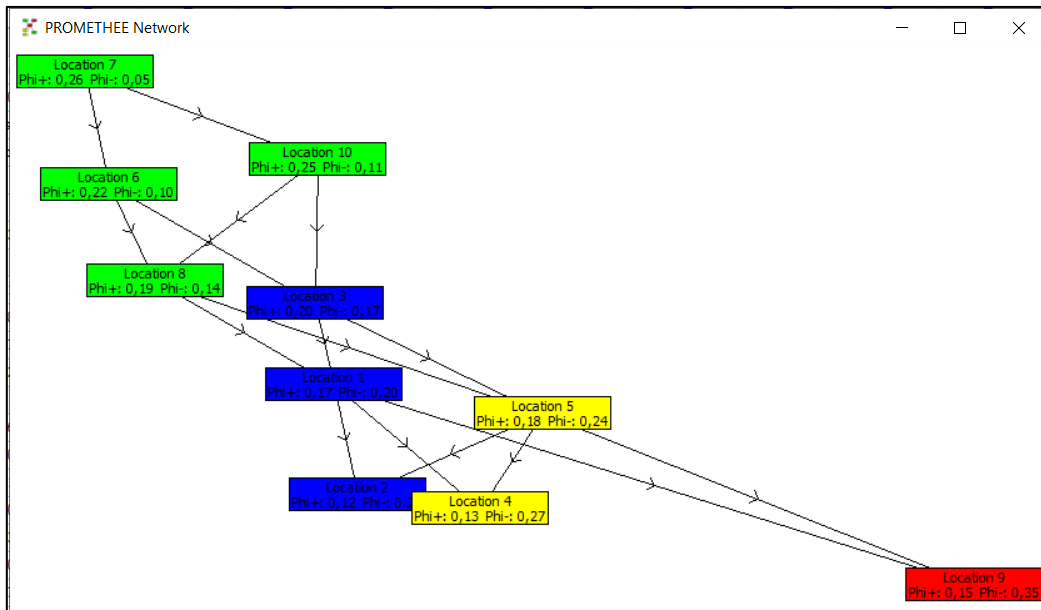 PROMETHEE Network
Location 7
Phi+: 0,26 Phi-: 0,05
Location 10
Phi+: 0,25 Phi-: 0,11
Location 6
Phi+: 0,22 Phi-: 0,10
Location 8
Phi+: 0,19 Phi-: 0,14
Location 3
Phi+: 0,20 Phi-: 0,17
Location 1
Phi+: 0,17 Phi-: 0,20
Location 5
Phi+: 0,18 Phi-: 0,24
Location 2
Phi+: 0,12 Phi-:
Location 4
Phi+: 0,13 Phi-: 0,27
Location 9
Phi+: 0,15 Phi-: 0,35